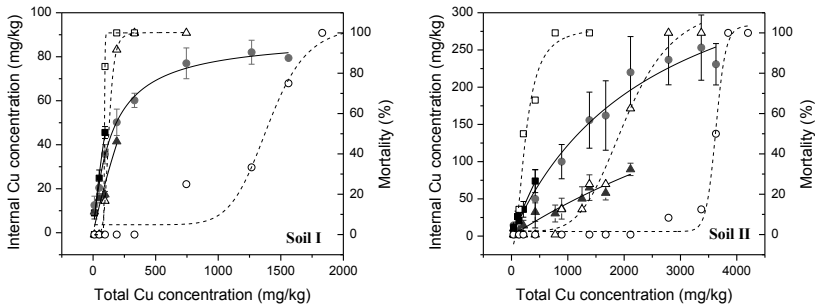 Internal Cu concentration (mg/kg)
100
80
60
40
20
0
0 500 1000 1500 2000
Total Cu concentration (mg/kg)
100
80
60
40
20
0
Mortality (%)
Soil I
Internal Cu concentration (mg/kg)
300
250
200
150
100
50
0
0 1000 2000 3000 4000
Total Cu concentration (mg/kg)
100
80
60
40
20
0
Mortality (%)
Soil II